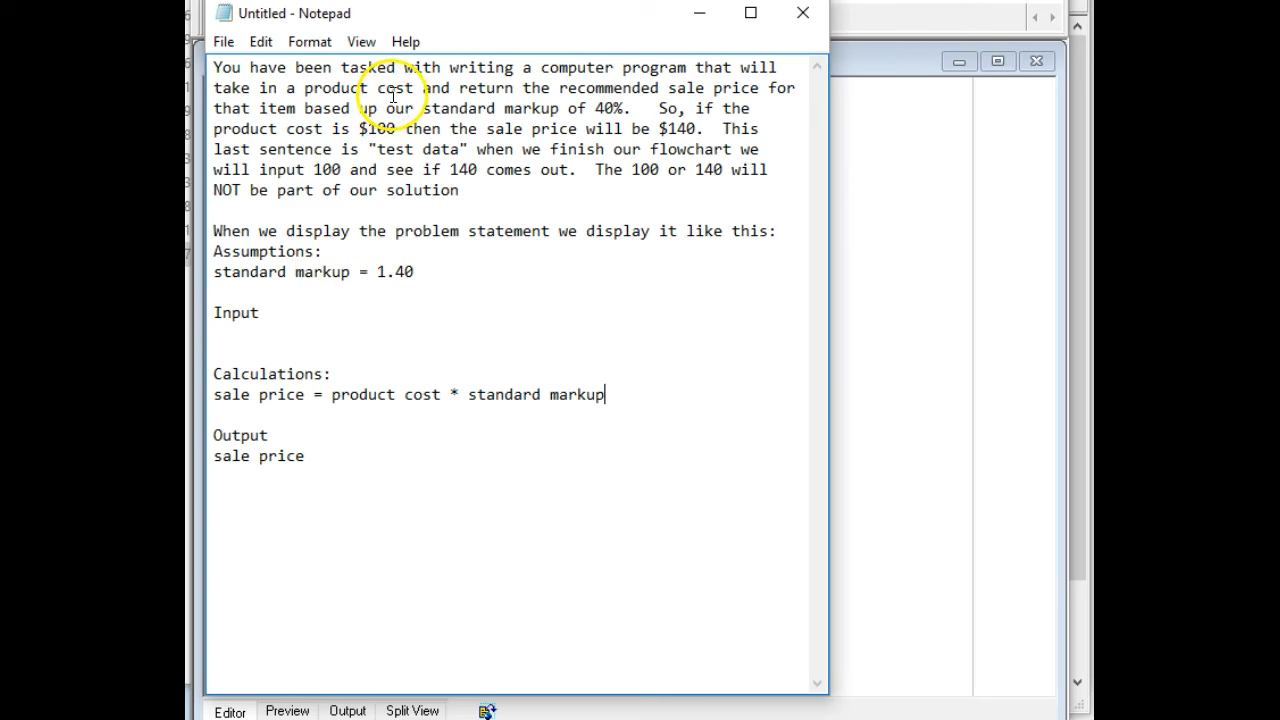 Untitled - Notepad
File Edit Format View Help
You have been tasked with writing a computer program that will
take in a product cost and return the recommended sale price for
that item based up our standard markup of 40%. So, if the
product cost is $100 then the sale price will be $140. This
last sentence is "test data" when we finish our flowchart we
will input 100 and see if 140 comes out. The 100 or 140 will
NOT be part of our solution
When we display the problem statement we display it like this:
Assumptions:
standard markup = 1.40
Input
Calculations:
sale price = product cost * standard markup
Output
sale price
Editor Preview Output Split View